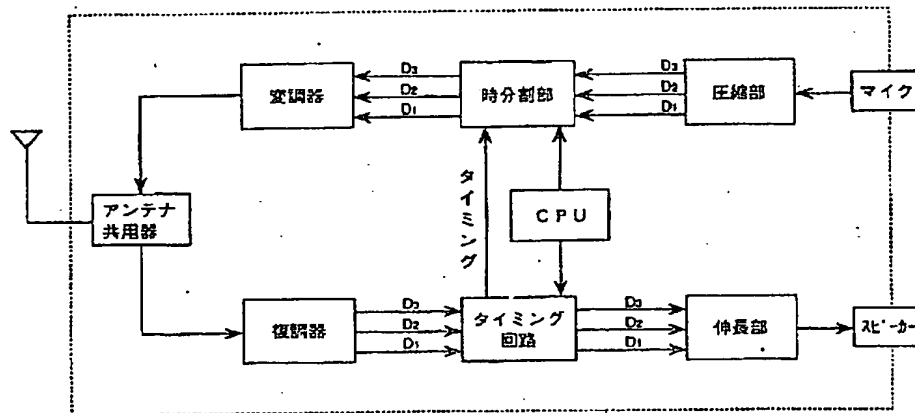 変調器
D3
D2
D1
時分割部
D3
D2
D1
圧縮部
マイク
アンテナ
共用器
タイミング
CPU
復調器
D3
D2
D1
タイミング
回路
D3
D2
D1
伸長部
スピーカー